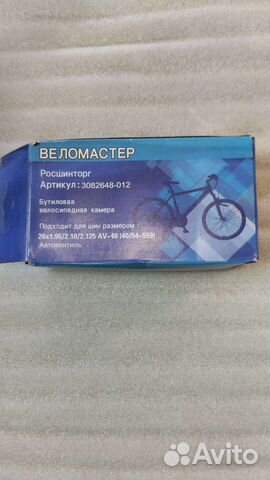 ВЕЛОМАСТЕР
Росшинторг
Артикул: 3082648-012
Бутиловая
велосипедная камера
Подходит для шин размером :
26x1.95/2.10/2.125 AV-48 (40/54-559)
Автовентиль
Avito